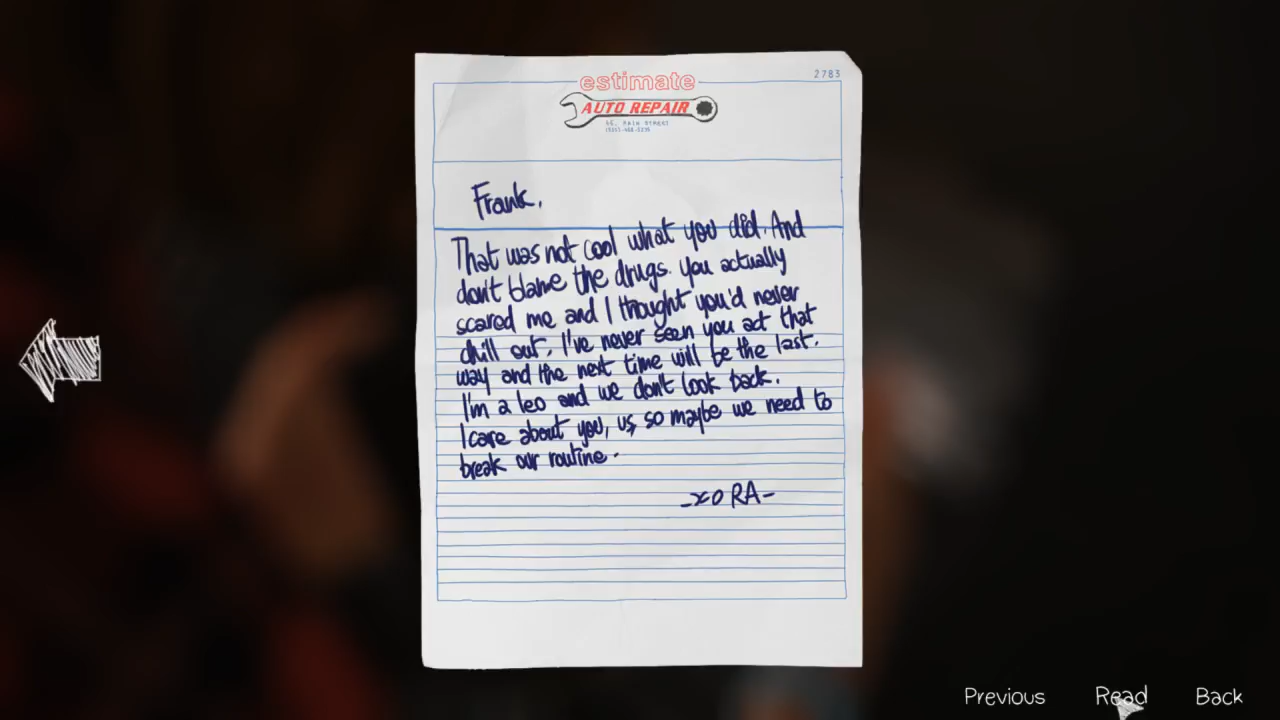 estimate
2783
AUTO REPAIR
45. MAIN STREET
Frank,
That was not cool what you did. And
don't blame the drugs. You actually
scared me and I thought you'd never
chill out. I've never seen you act that
way and the next time will be the last.
I'm a leo and we don't look back.
I care about you, us, so maybe we need to
break our routine.
-xo RA-
Previous
Read
Back